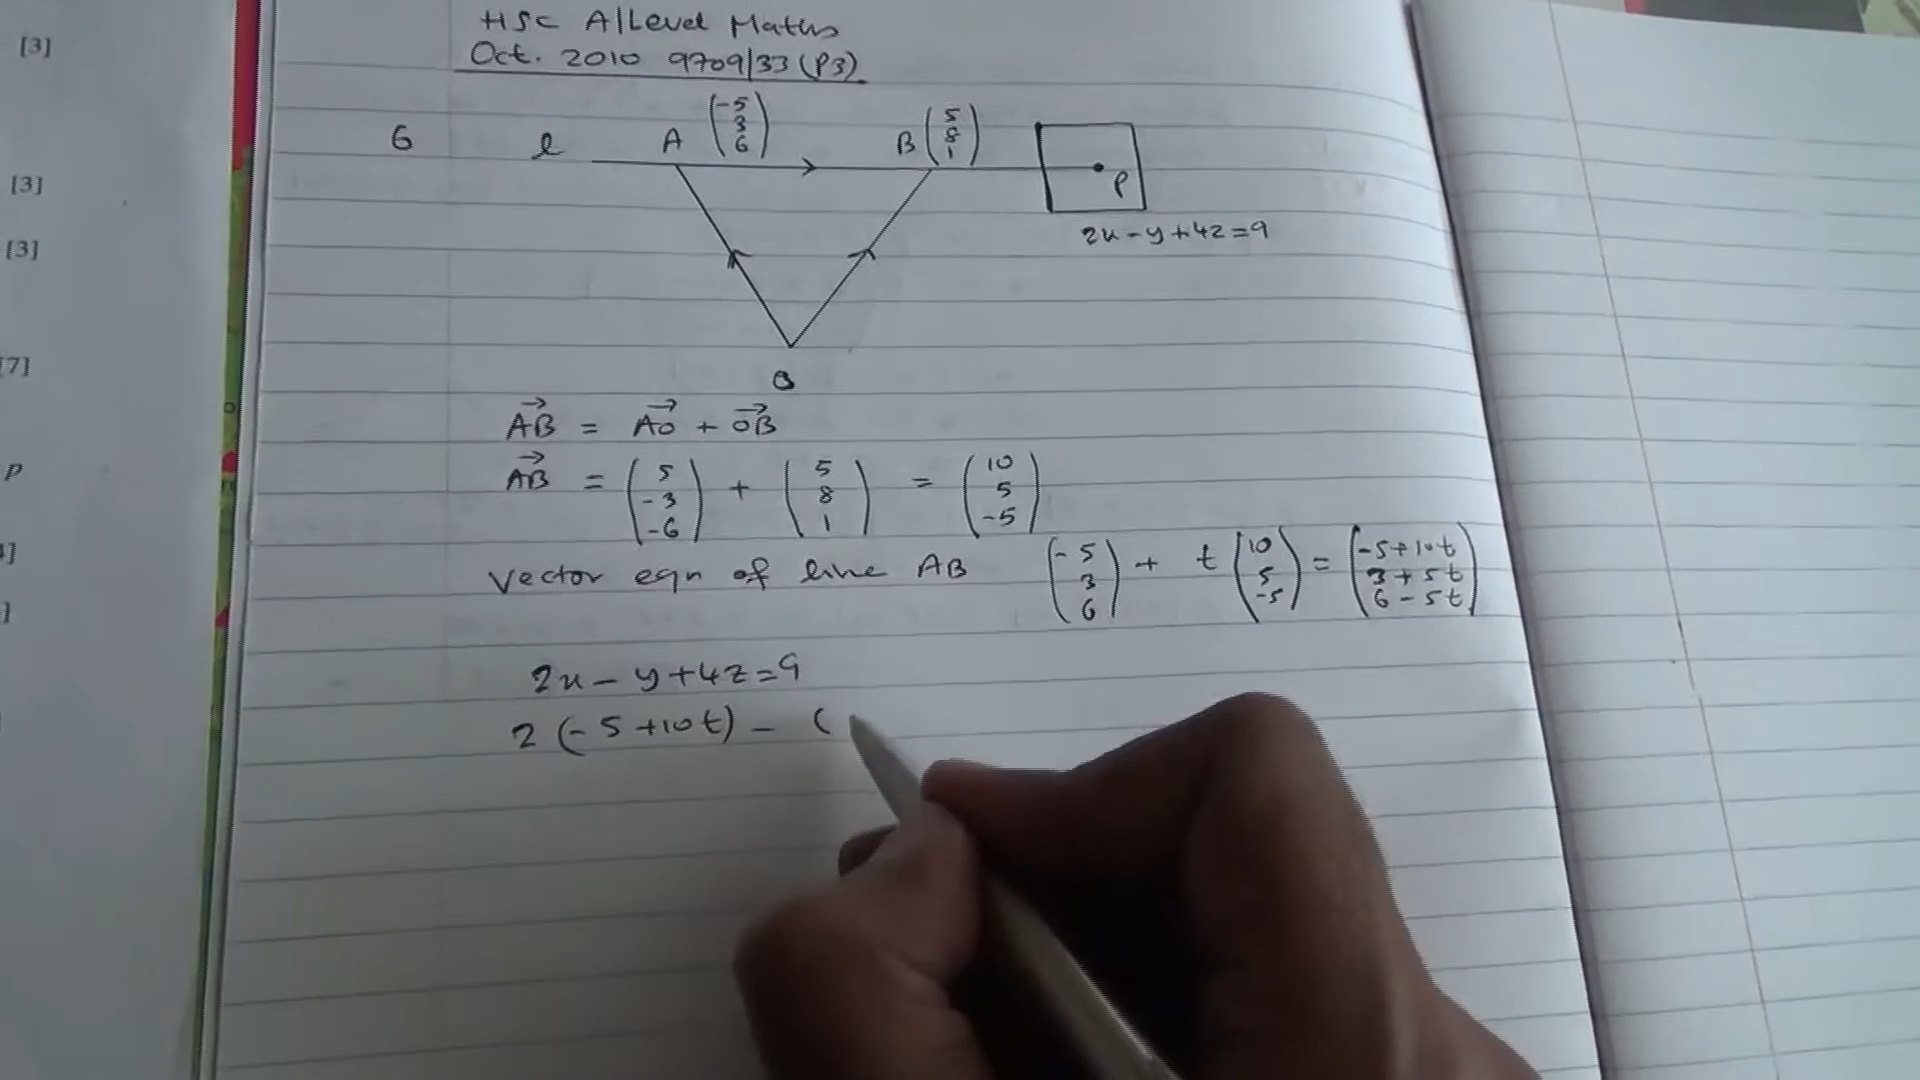 HSC A/Level Maths
Oct. 2010 9709/33 (P3)
[3]
6 l A (-5 3 6) B (5 8 1) P
[3]
2x - y + 4z = 9
[3]
[7]
O
AB = AO + OB
p
AB = (5 -3 -6) + (5 8 1) = (10 5 -5)
Vector eqn of line AB (-5 3 6) + t (10 5 -5) = (-5+10t 3+5t 6-5t)
2x - y + 4z = 9
2 (-5 + 10t) - (